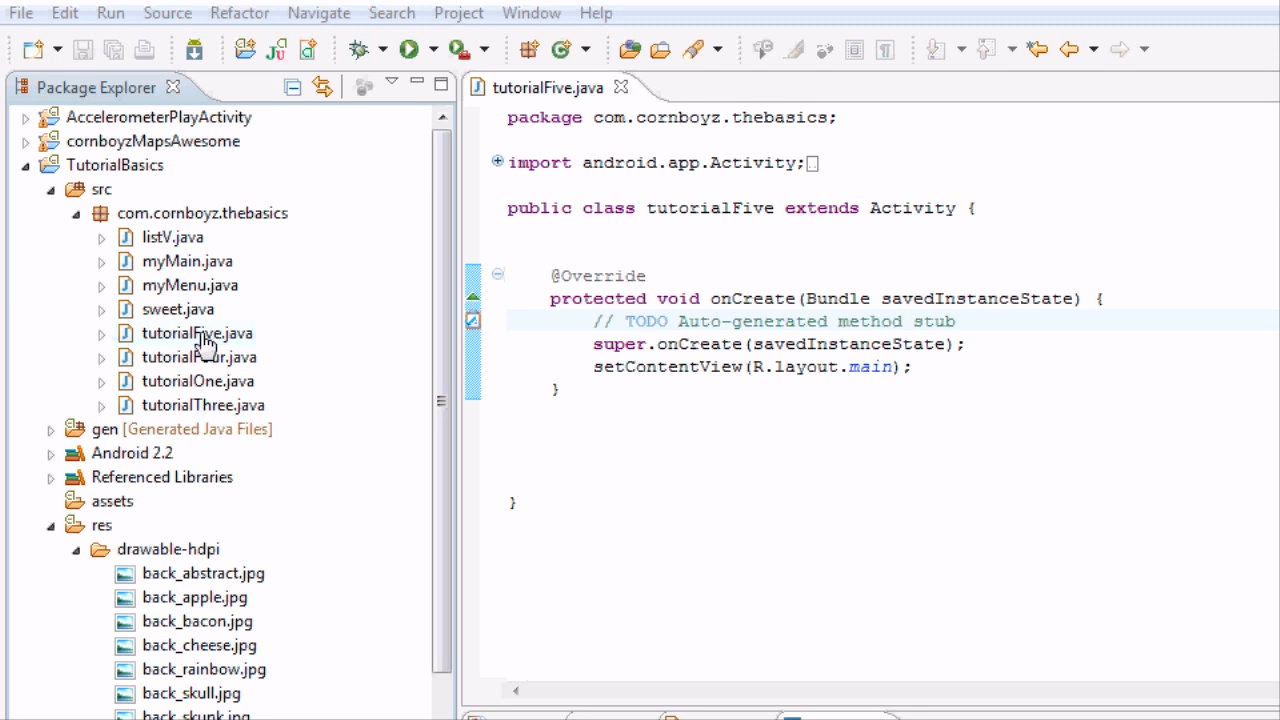 File Edit Run Source Refactor Navigate Search Project Window Help
Package Explorer
AccelerometerPlayActivity
cornboyzMapsAwesome
TutorialBasics
src
com.cornboyz.thebasics
listV.java
myMain.java
myMenu.java
sweet.java
tutorialFive.java
tutorialFour.java
tutorialOne.java
tutorialThree.java
gen [Generated Java Files]
Android 2.2
Referenced Libraries
assets
res
drawable-hdpi
back_abstract.jpg
back_apple.jpg
back_bacon.jpg
back_cheese.jpg
back_rainbow.jpg
back_skull.jpg
back_skunk.jpg
tutorialFive.java
package com.cornboyz.thebasics;
import android.app.Activity;
public class tutorialFive extends Activity {
@Override
protected void onCreate(Bundle savedInstanceState) {
// TODO Auto-generated method stub
super.onCreate(savedInstanceState);
setContentView(R.layout.main);
}
}